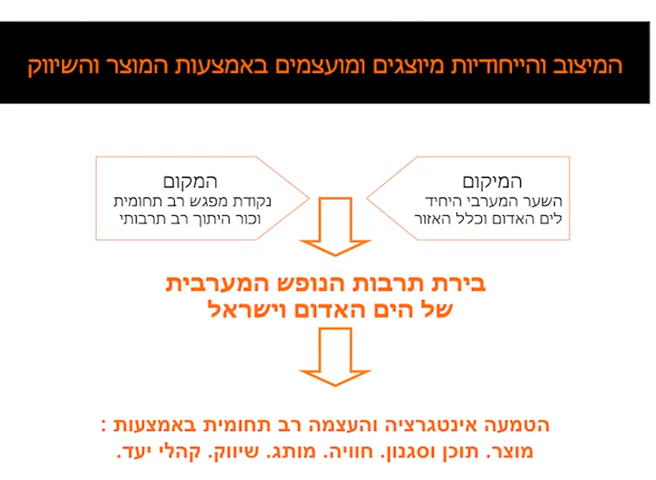 המיצוב והייחודיות מיוצגים ומועצמים באמצעות המוצר והשיווק
המיקום
השער המערבי היחיד
לים האדום וכלל האזור
המקום
נקודת מפגש רב תחומית
וכור היתוך רב תרבותי
בירת תרבות הנופש המערבית
של הים האדום וישראל
הטמעה אינטגרציה והעצמה רב תחומית באמצעות :
מוצר. תוכן וסגנון. חוויה. מותג. שיווק. קהלי יעד.